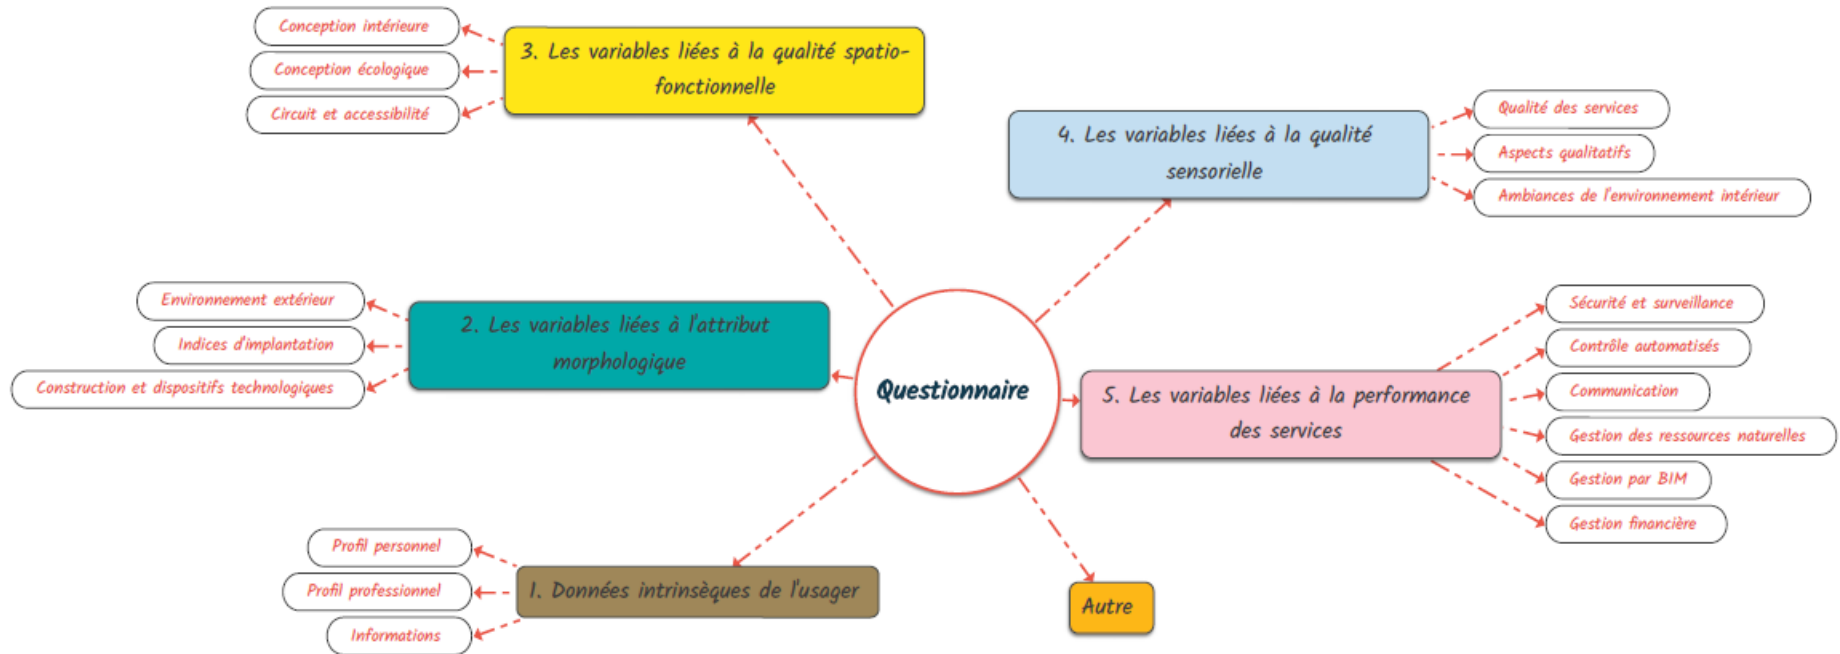 Conception intérieure
Conception écologique
Circuit et accessibilité
3. Les variables liées à la qualité spatio-
fonctionnelle
4. Les variables liées à la qualité
sensorielle
Qualité des services
Aspects qualitatifs
Ambiances de l'environnement intérieur
Environnement extérieur
Indices d'implantation
Construction et dispositifs technologiques
2. Les variables liées à l'attribut
morphologique
Questionnaire
5. Les variables liées à la performance
des services
Sécurité et surveillance
Contrôle automatisés
Communication
Gestion des ressources naturelles
Gestion par BIM
Gestion financière
Profil personnel
Profil professionnel
Informations
1. Données intrinsèques de l'usager
Autre